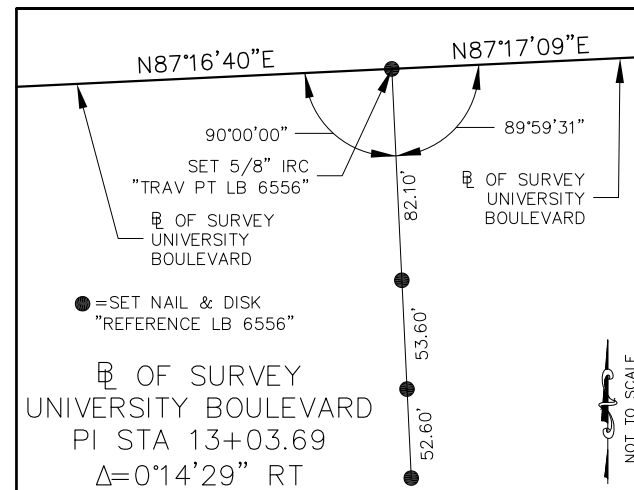 N87°16'40"E
N87°17'09"E
90°00'00"
89°59'31"
SET 5/8" IRC
"TRAV PT LB 6556"
82.10'
℄ OF SURVEY
UNIVERSITY
BOULEVARD
℄ OF SURVEY
UNIVERSITY
BOULEVARD
=SET NAIL & DISK
"REFERENCE LB 6556"
53.60'
℄ OF SURVEY
UNIVERSITY BOULEVARD
PI STA 13+03.69
Δ=0°14'29" RT
52.60'
NOT TO SCALE